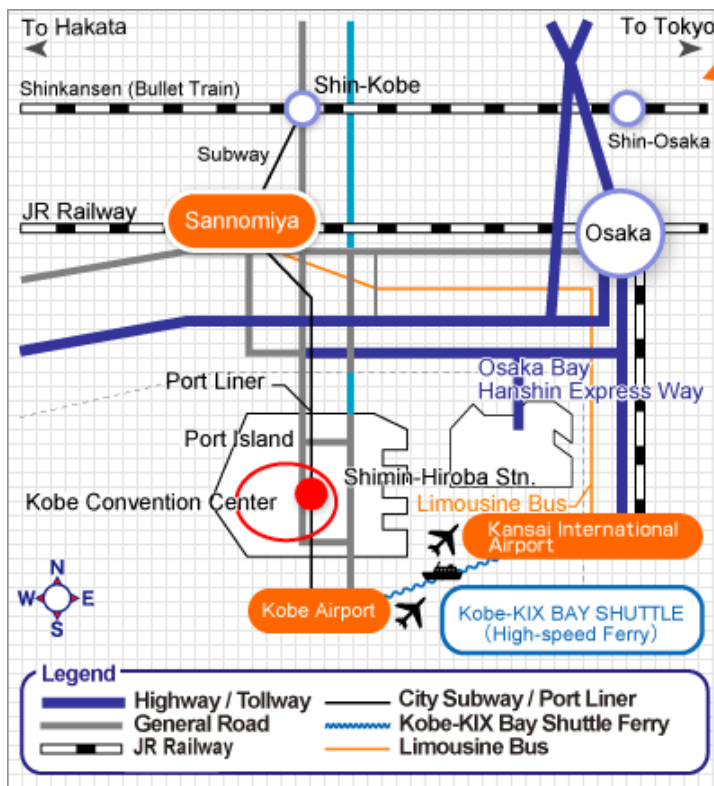 To Hakata
To Tokyo
Shinkansen (Bullet Train)
Shin-Kobe
Shin-Osaka
Subway
JR Railway
Sannomiya
Osaka
Port Liner
Osaka Bay
Hanshin Express Way
Port Island
Shimin-Hiroba Stn.
Kobe Convention Center
Limousine Bus
Kansai International
Airport
Kobe Airport
N
W
E
S
Kobe-KIX BAY SHUTTLE
(High-speed Ferry)
Legend
Highway / Tollway
City Subway / Port Liner
General Road
Kobe-KIX Bay Shuttle Ferry
JR Railway
Limousine Bus